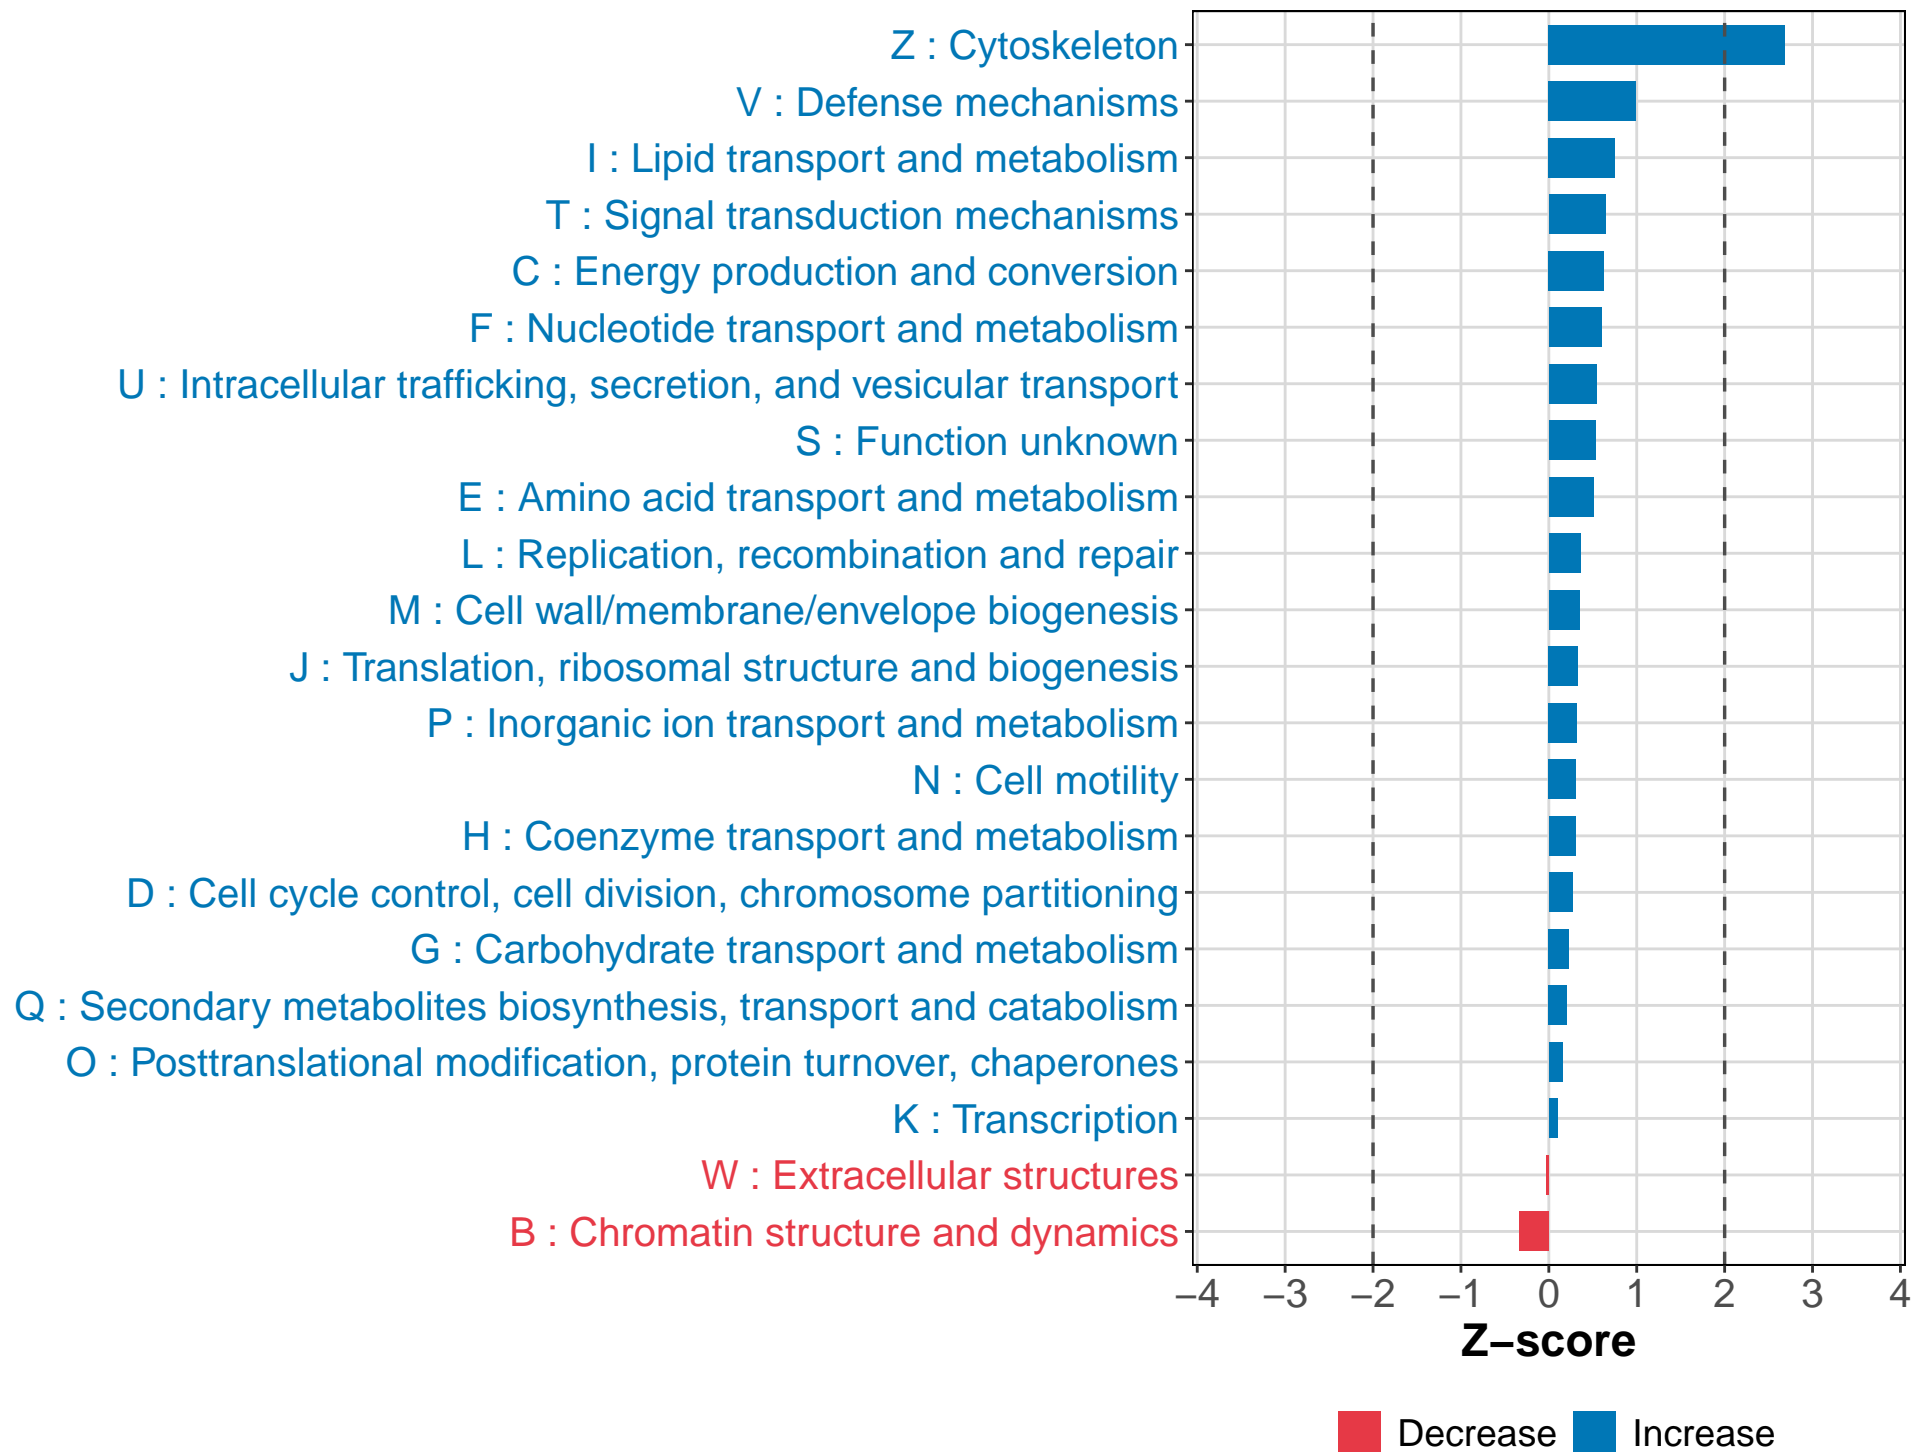 Z : Cytoskeleton
V : Defense mechanisms
I : Lipid transport and metabolism
T : Signal transduction mechanisms
C : Energy production and conversion
F : Nucleotide transport and metabolism
U : Intracellular trafficking, secretion, and vesicular transport
S : Function unknown
E : Amino acid transport and metabolism
L : Replication, recombination and repair
M : Cell wall/membrane/envelope biogenesis
J : Translation, ribosomal structure and biogenesis
P : Inorganic ion transport and metabolism
N : Cell motility
H : Coenzyme transport and metabolism
D : Cell cycle control, cell division, chromosome partitioning
G : Carbohydrate transport and metabolism
Q : Secondary metabolites biosynthesis, transport and catabolism
O : Posttranslational modification, protein turnover, chaperones
K : Transcription
W : Extracellular structures
B : Chromatin structure and dynamics
−4 −3 −2 −1 0 1 2 3 4
Z−score
Decrease Increase